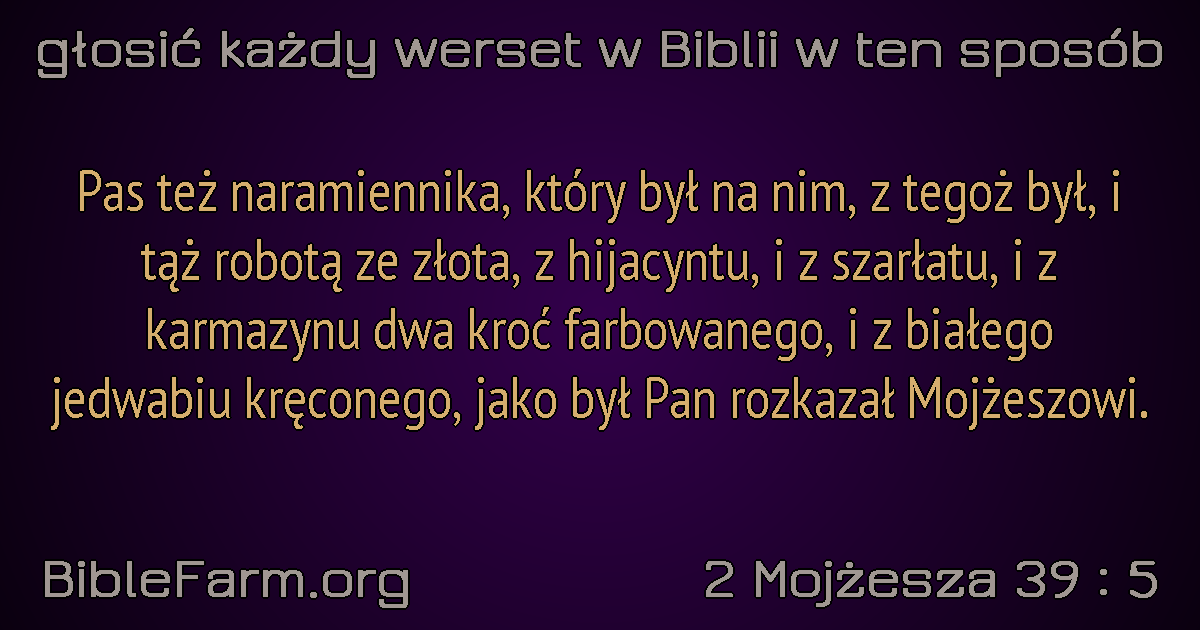 głosić każdy werset w Biblii w ten sposób
Pas też naramiennika, który był na nim, z tegoż był, i
tąż robotą ze złota, z hijacyntu, i z szarłatu, i z
karmazynu dwa kroć farbowanego, i z białego
jedwabiu kręconego, jako był Pan rozkazał Mojżeszowi.
BibleFarm.org
2 Mojżesza 39 : 5